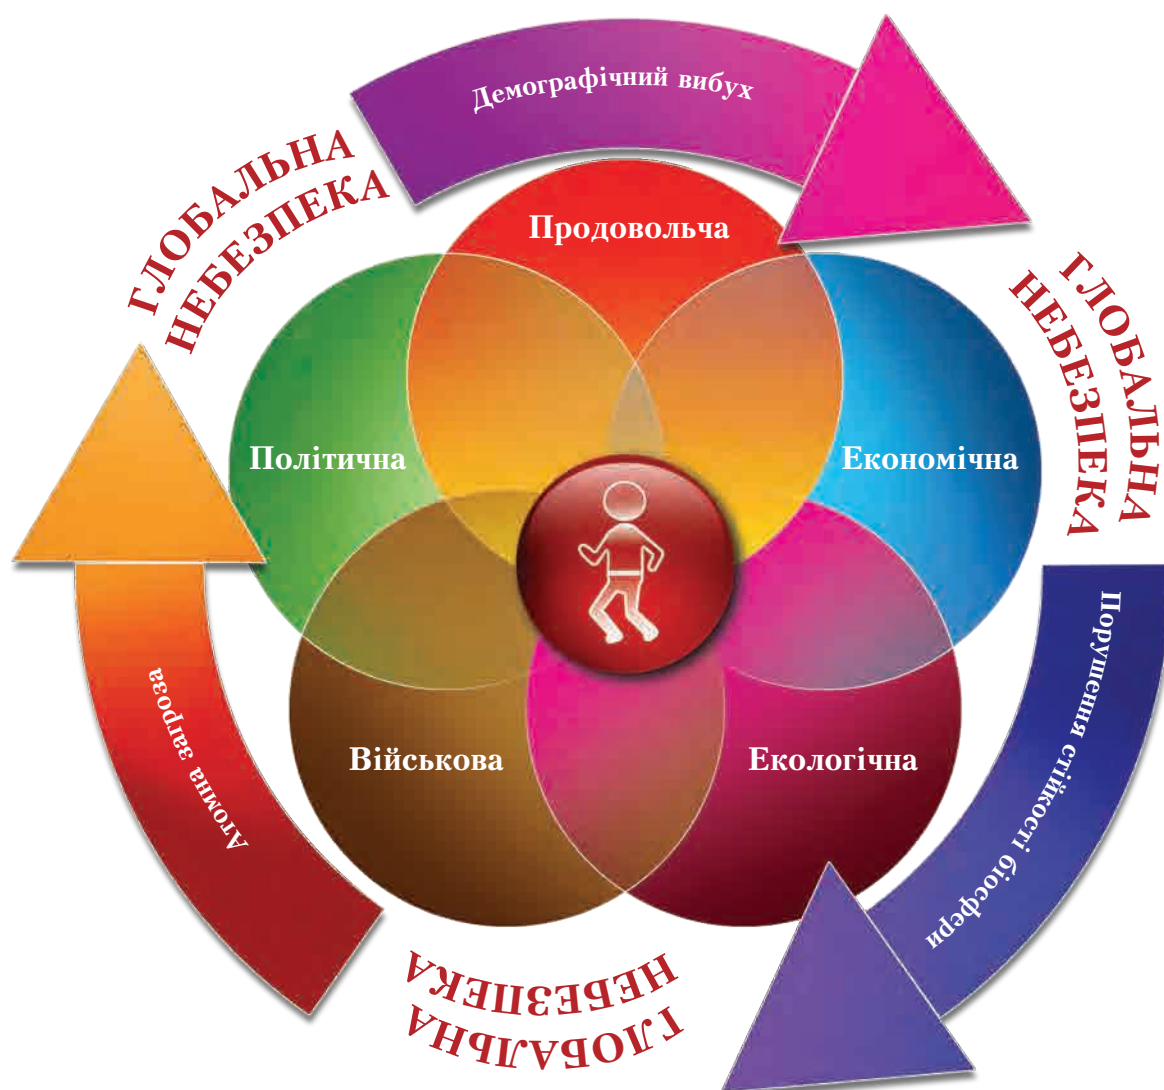 Демографічний вибух
ГЛОБАЛЬНА
НЕБЕЗПЕКА
ГЛОБАЛЬНА
НЕБЕЗПЕКА
Продовольча
Політична
Економічна
Військова
Екологічна
Атомна загроза
Порушення стійкості біосфери
ГЛОБАЛЬНА
НЕБЕЗПЕКА